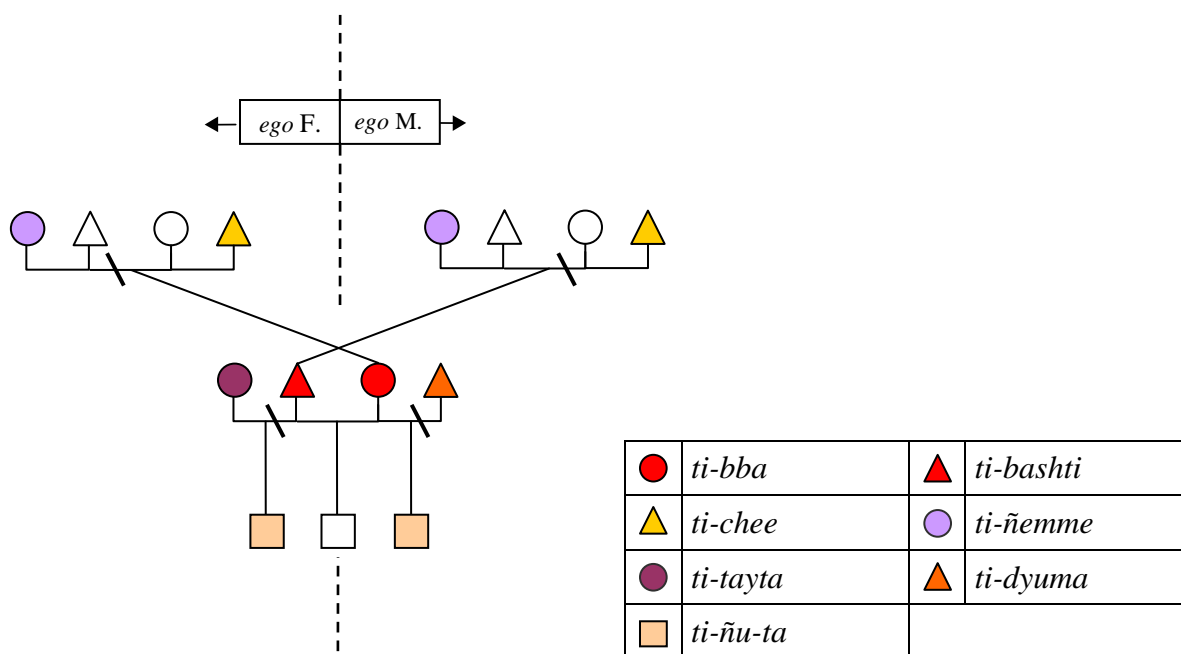 ego F. ego M.
ti-bba ti-bashti
ti-chee ti-ñemme
ti-tayta ti-dyuma
ti-ñu-ta